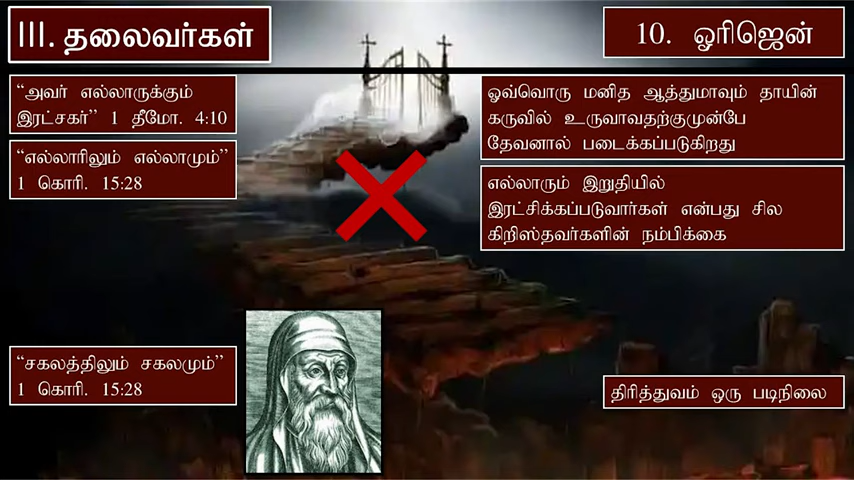 III. தலைவர்கள்
10. ஓரிஜென்
“அவர் எல்லாருக்கும்
இரட்சகர்” 1 தீமோ. 4:10
“எல்லாரிலும் எல்லாமும்”
1 கொரி. 15:28
ஓவ்வொரு மனித ஆத்துமாவும் தாயின்
கருவில் உருவாவதற்குமுன்பே
தேவனால் படைக்கப்படுகிறது
எல்லாரும் இறுதியில்
இரட்சிக்கப்படுவார்கள் என்பது சில
கிறிஸ்தவர்களின் நம்பிக்கை
“சகலத்திலும் சகலமும்”
1 கொரி. 15:28
திரித்துவம் ஒரு படிநிலை